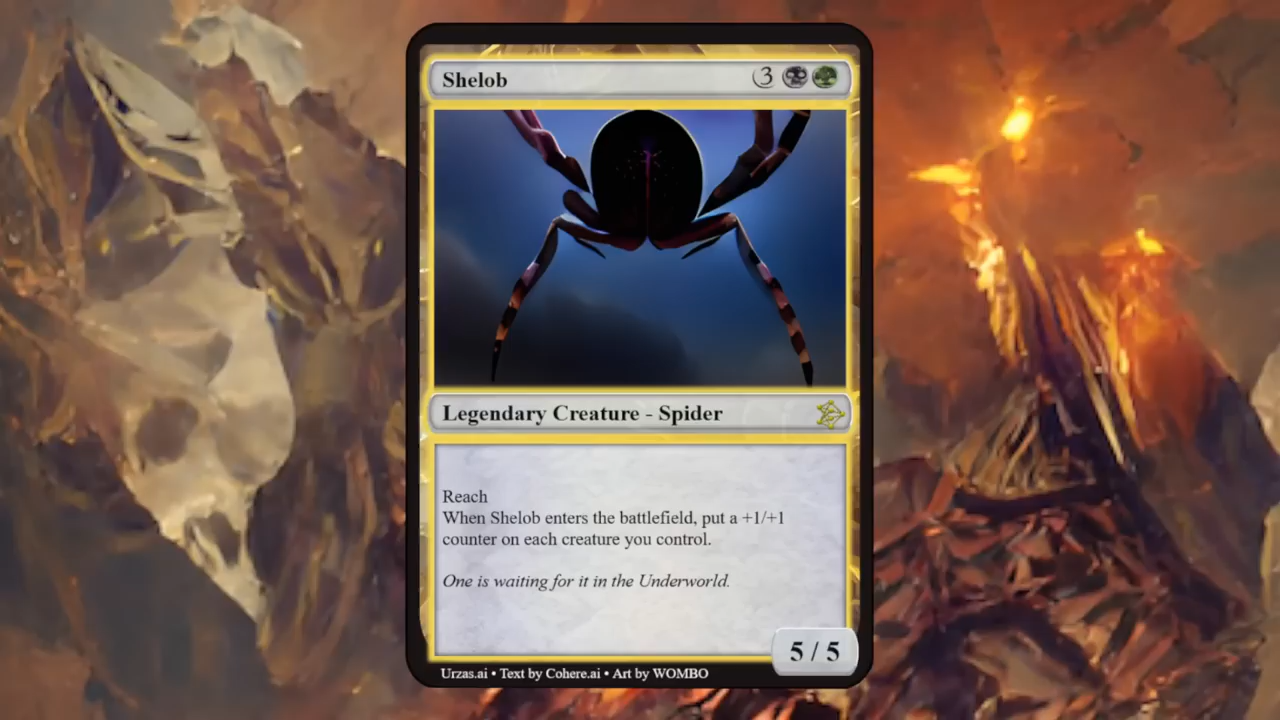 Shelob 3
Legendary Creature - Spider
Reach
When Shelob enters the battlefield, put a +1/+1
counter on each creature you control.
One is waiting for it in the Underworld.
5 / 5
Urzas.ai • Text by Cohere.ai • Art by WOMBO